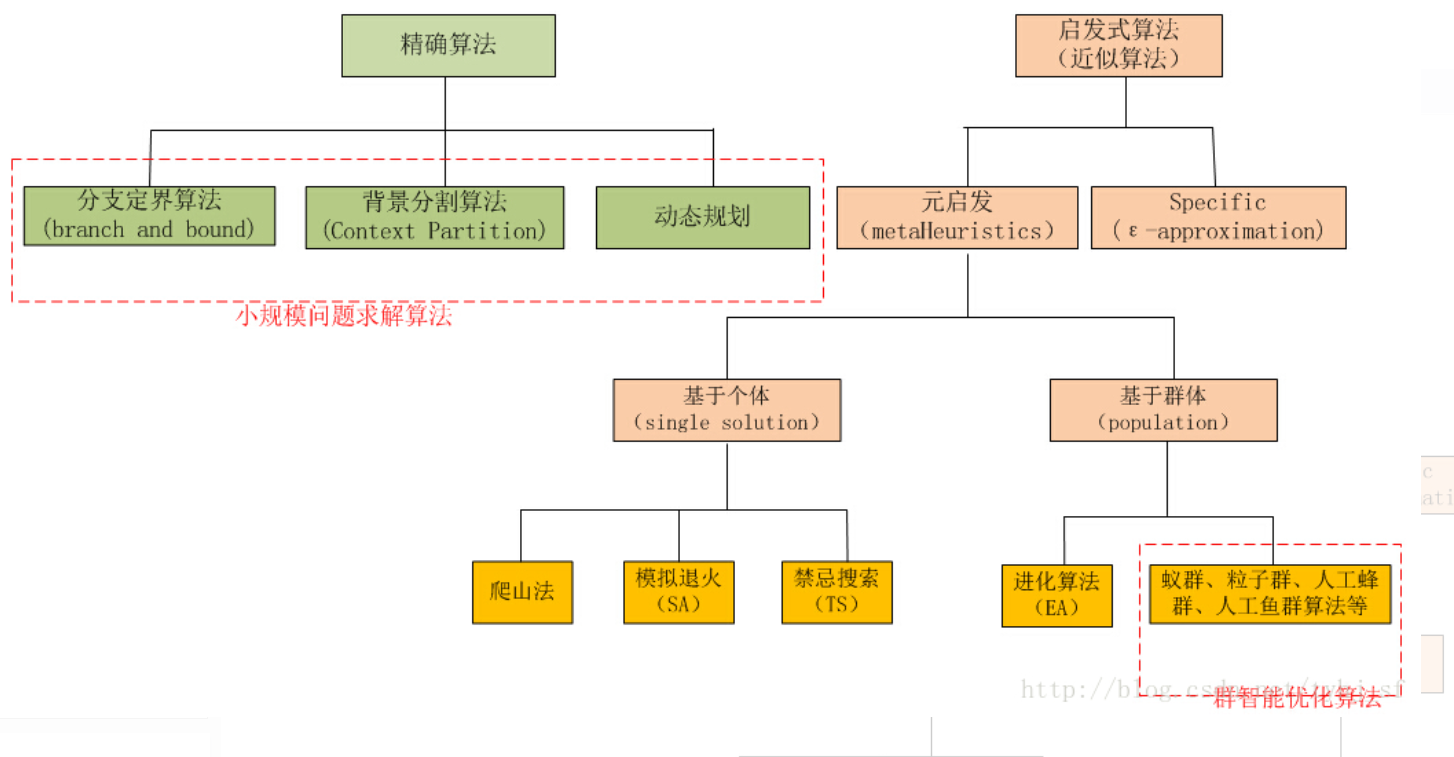 精确算法
启发式算法
（近似算法）
分支定界算法
(branch and bound)
背景分割算法
(Context Partition)
动态规划
元启发
（metaHeuristics）
Specific
( ε-approximation)
小规模问题求解算法
基于个体
（single solution）
基于群体
（population）
爬山法
模拟退火
（SA）
禁忌搜索
（TS）
进化算法
（EA）
蚁群、粒子群、人工蜂
群、人工鱼群算法等
群智能优化算法
c
ati